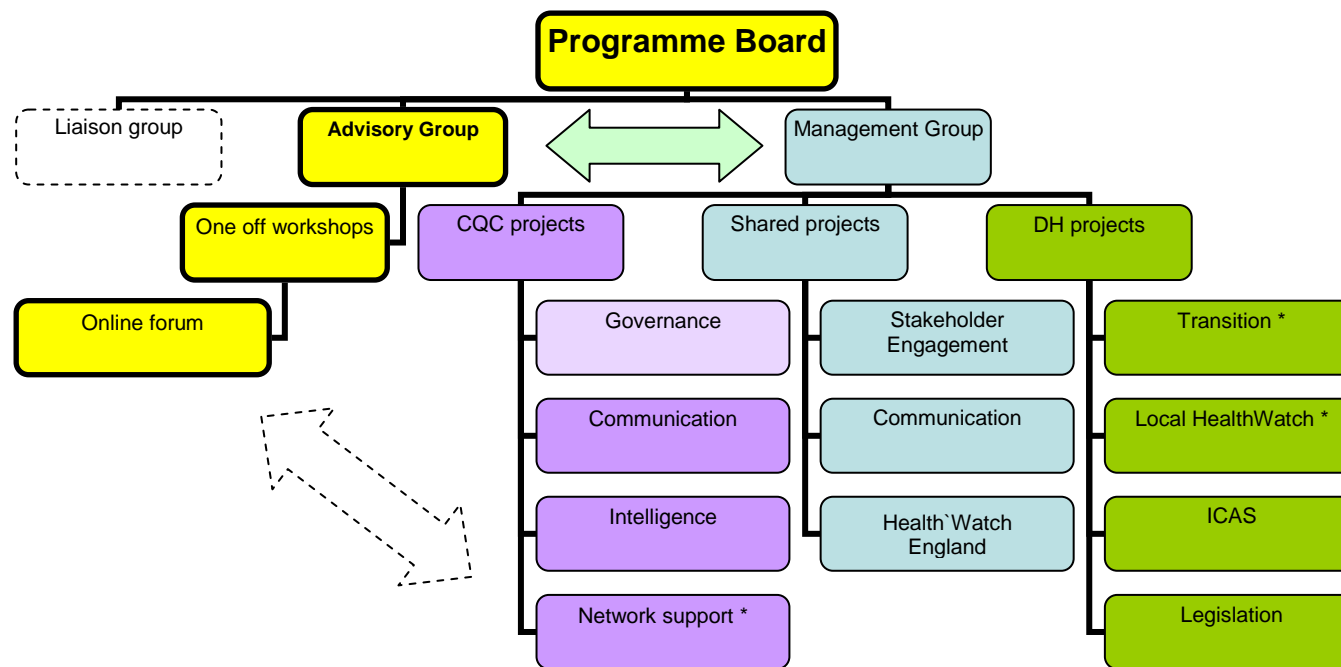 Programme Board
Liaison group
Advisory Group
Management Group
One off workshops
CQC projects
Shared projects
DH projects
Online forum
Governance
Stakeholder
Engagement
Transition *
Communication
Communication
Local HealthWatch *
Intelligence
Health`Watch
England
ICAS
Network support *
Legislation